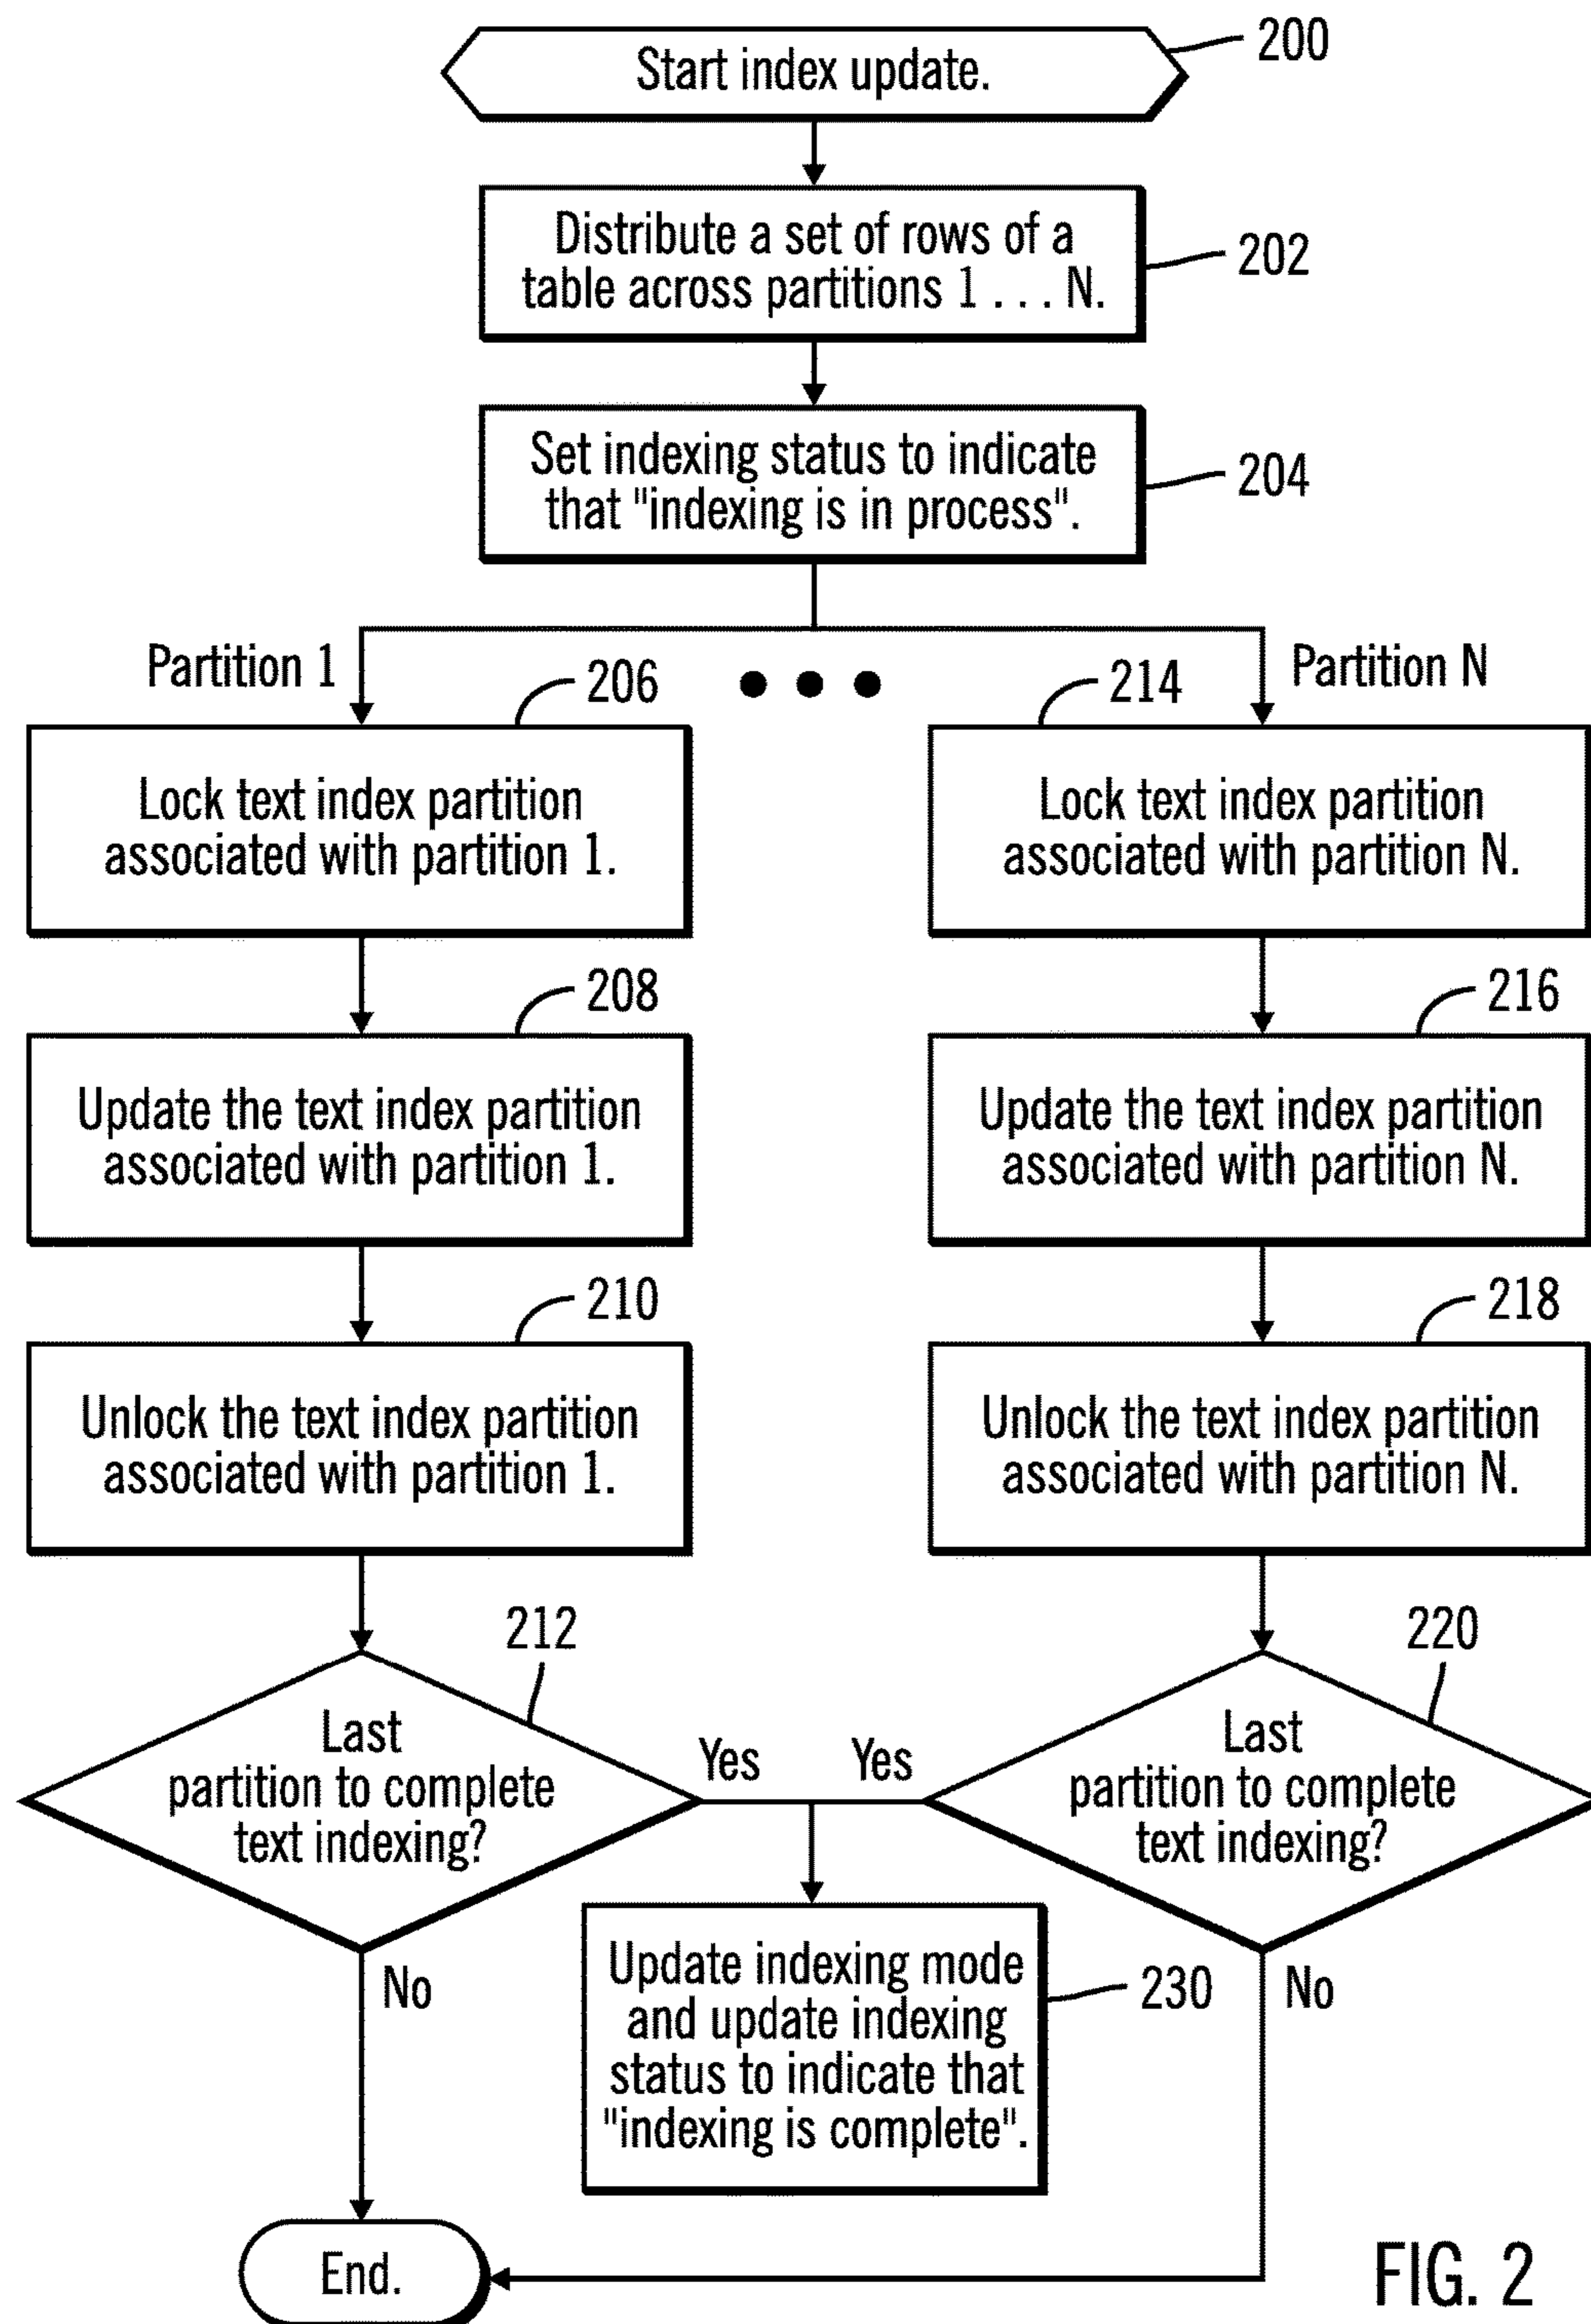 Start index update.
200
Distribute a set of rows of a
table across partitions 1 . . . N.
202
Set indexing status to indicate
that "indexing is in process".
204
Partition 1
206
214
Partition N
Lock text index partition
associated with partition 1.
Lock text index partition
associated with partition N.
208
216
Update the text index partition
associated with partition 1.
Update the text index partition
associated with partition N.
210
218
Unlock the text index partition
associated with partition 1.
Unlock the text index partition
associated with partition N.
212
220
Last
partition to complete
text indexing?
Yes
Yes
Last
partition to complete
text indexing?
No
Update indexing mode
and update indexing
status to indicate that
"indexing is complete".
230
No
End.
FIG. 2